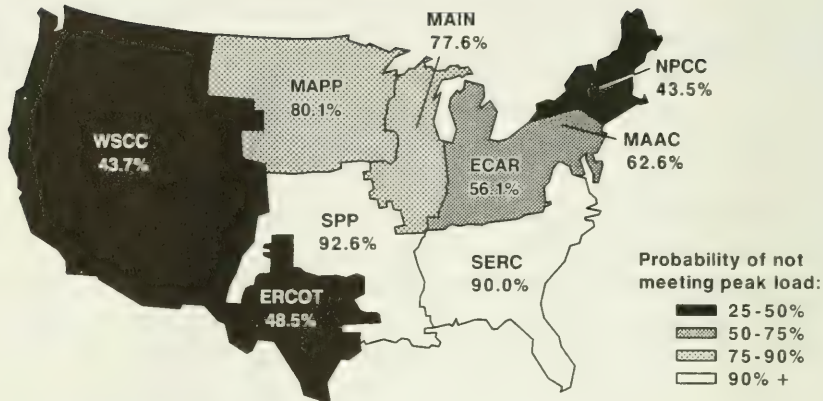 MAIN
77.6%
NPCC
43.5%
MAPP
80.1%
MAAC
62.6%
WSCC
43.7%
ECAR
56.1%
SPP
92.6%
SERC
90.0%
ERCOT
48.5%
Probability of not
meeting peak load:
25-50%
50-75%
75-90%
90% +